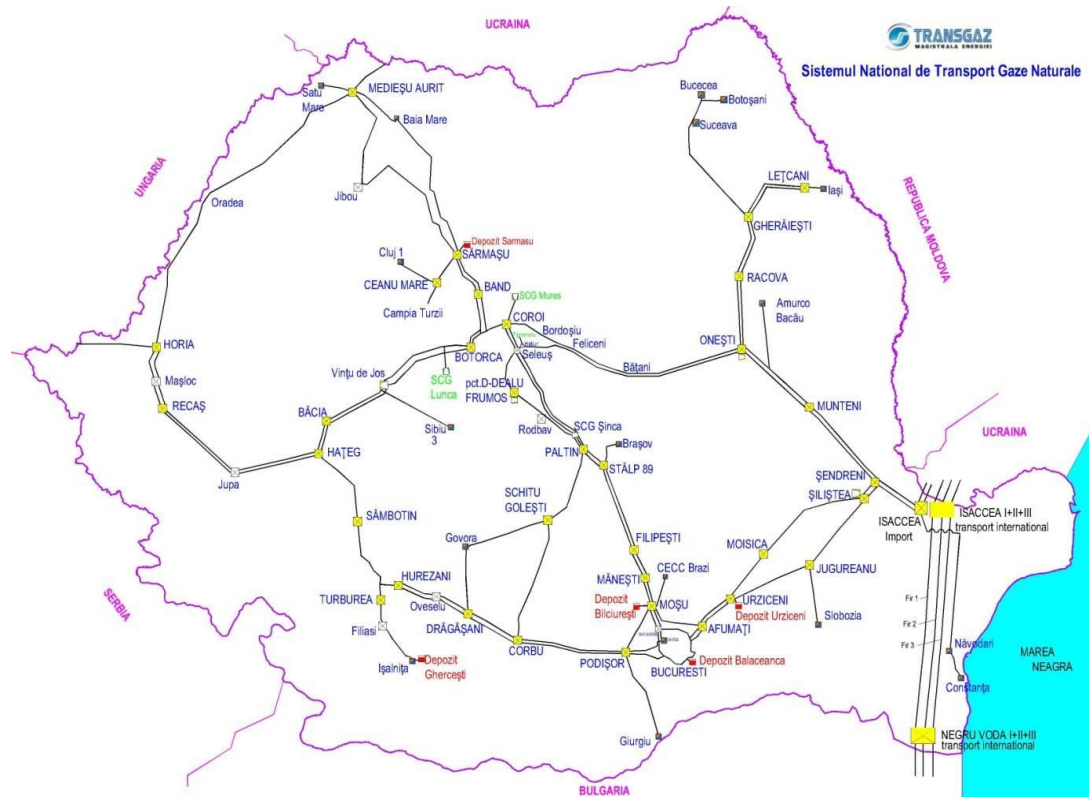 UCRAINA
TRANSGAZ
MAGISTRALA ENERGIEI
Sistemul National de Transport Gaze Naturale
UNGARIA
REPUBLICA MOLDOVA
MEDIEŞU AURIT
Satu
Mare
Baia Mare
Bucecea
Botoşani
Suceava
Jibou
LEŢCANI
Iaşi
Oradea
GHERĂIEŞTI
Depozit Sarmasu
SĂRMAŞU
Cluj 1
CEANU MARE
Campia Turzii
BAND
RACOVA
SCG Mures
COROI
Bordoşiu
Amurco
Bacău
HORIA
BOTORCA
Seleuş
Feliceni
Băţani
ONEŞTI
Maşloc
Vinţu de Jos
SCG
Lunca
pct.D-DEALU
FRUMOS
RECAŞ
MUNTENI
BÂCIA
Sibiu
3
Rodbav
SCG Şinca
Braşov
UCRAINA
PALTIN
STÂLP 89
HAŢEG
Jupa
ŞENDRENI
ŞILIŞTEA
SCHITU
GOLEŞTI
ISACCEA
Import
ISACCEA I+II+III
transport international
SÂMBOTIN
Govora
FILIPEŞTI
MOISICA
CECC Brazi
JUGUREANU
SERBIA
HUREZANI
MĂNEŞTI
Oveselu
TURBUREA
Depozit
Bilciureşti
MOŞU
URZICENI
Depozit Urziceni
Fir 1
Slobozia
Filiasi
DRĂGĂŞANI
AFUMAŢI
Fir 2
CORBU
Fir 3
Năvodari
MAREA
NEAGRA
Işalniţa
Depozit
Gherceşti
PODIŞOR
BUCURESTI
Depozit Balaceanca
Constanţa
Giurgiu
NEGRU VODA I+II+III
transport international
BULGARIA